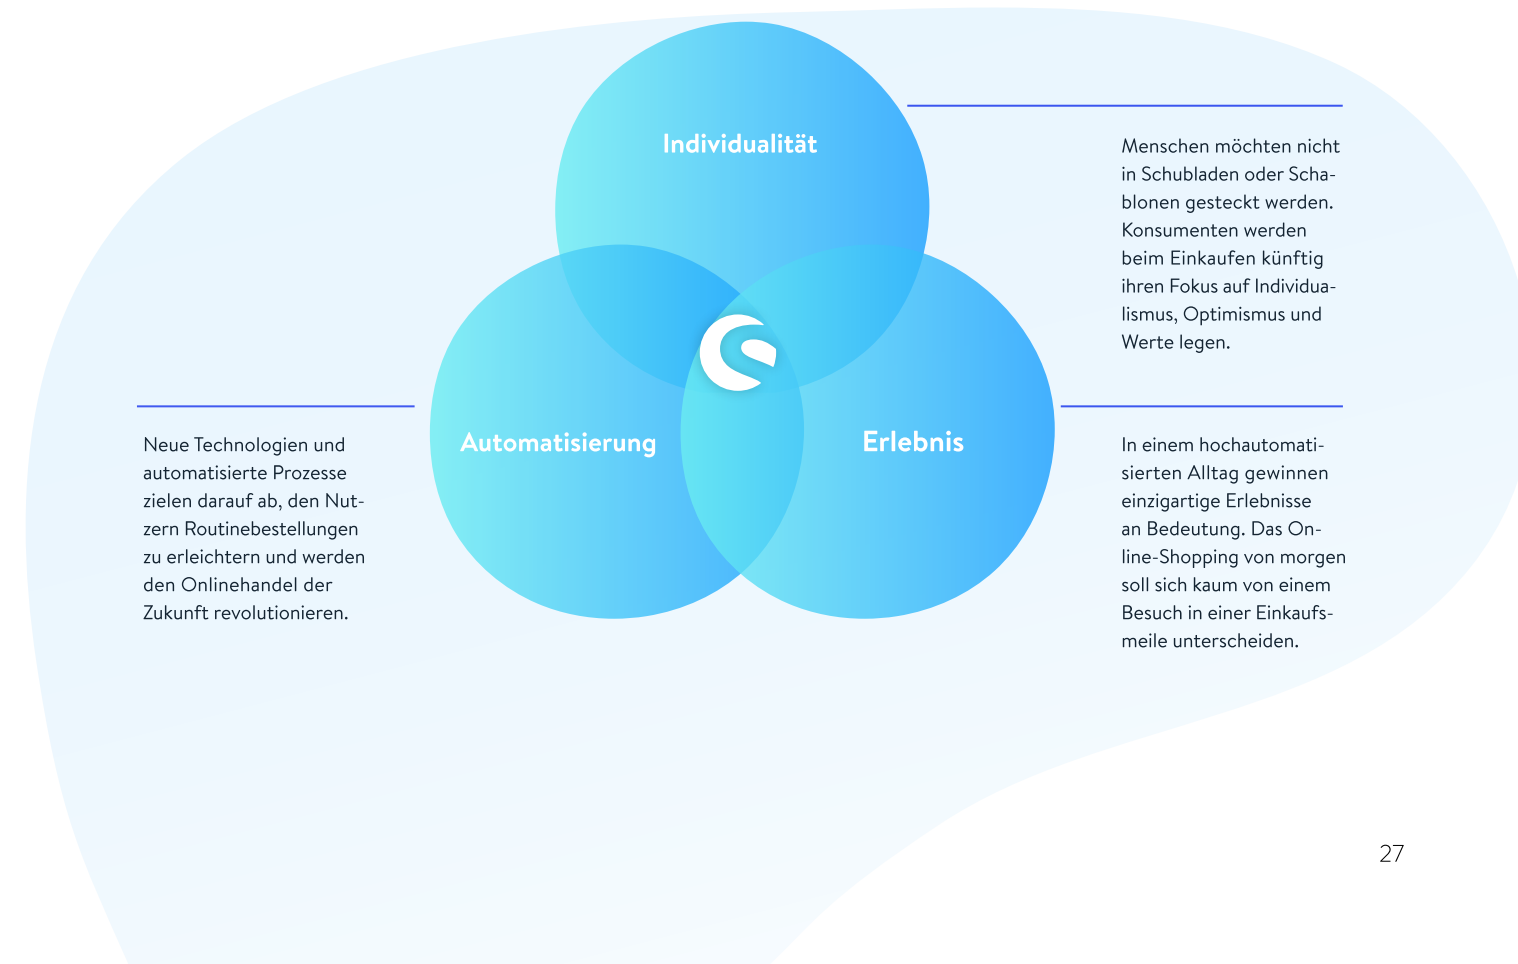 Individualität
Menschen möchten nicht
in Schubladen oder Scha-
blonen gesteckt werden.
Konsumenten werden
beim Einkaufen künftig
ihren Fokus auf Individua-
lismus, Optimismus und
Werte legen.
Automatisierung
Neue Technologien und
automatisierte Prozesse
zielen darauf ab, den Nut-
zern Routinebestellungen
zu erleichtern und werden
den Onlinehandel der
Zukunft revolutionieren.
Erlebnis
In einem hochautomati-
sierten Alltag gewinnen
einzigartige Erlebnisse
an Bedeutung. Das On-
line-Shopping von morgen
soll sich kaum von einem
Besuch in einer Einkaufs-
meile unterscheiden.
27